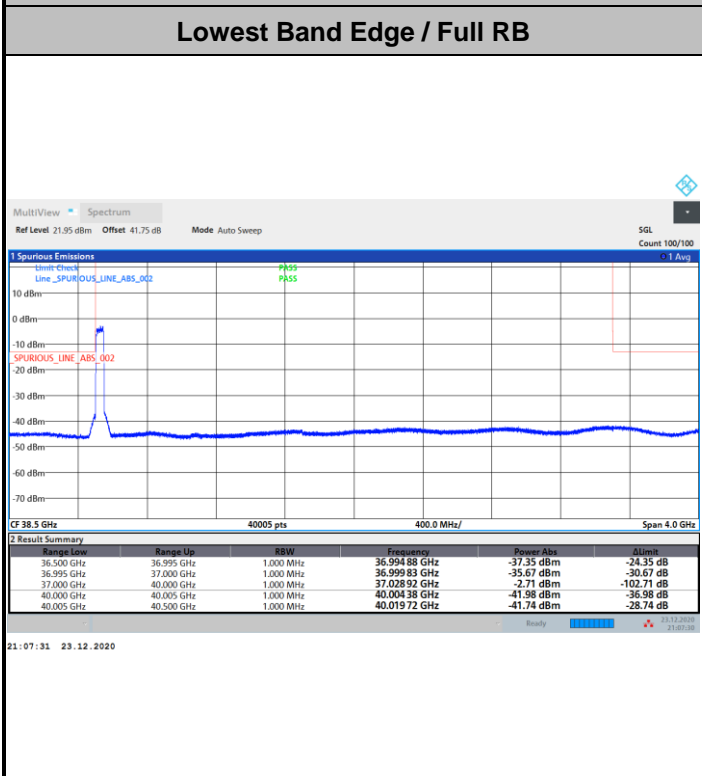 Lowest Band Edge / Full RB
MultiView Spectrum
Ref Level 21.95 dBm Offset 41.75 dB Mode Auto Sweep SGL
Count 100/100
1 Spurious Emissions 1 Avg
Limit Check PASS
Line _SPURIOUS_LINE_ABS_002 PASS
10 dBm
0 dBm
-10 dBm
_SPURIOUS_LINE_ABS_002
-20 dBm
-30 dBm
-40 dBm
-50 dBm
-60 dBm
-70 dBm
CF 38.5 GHz 40005 pts 400.0 MHz/ Span 4.0 GHz
2 Result Summary
Range Low Range Up RBW Frequency Power Abs ΔLimit
36.500 GHz 36.995 GHz 1.000 MHz 36.994 88 GHz -37.35 dBm -24.35 dB
36.995 GHz 37.000 GHz 1.000 MHz 36.999 83 GHz -35.67 dBm -30.67 dB
37.000 GHz 40.000 GHz 1.000 MHz 37.028 92 GHz -2.71 dBm -102.71 dB
40.000 GHz 40.005 GHz 1.000 MHz 40.004 38 GHz -41.98 dBm -36.98 dB
40.005 GHz 40.500 GHz 1.000 MHz 40.019 72 GHz -41.74 dBm -28.74 dB
Ready 23.12.2020
21:07:30
21:07:31 23.12.2020